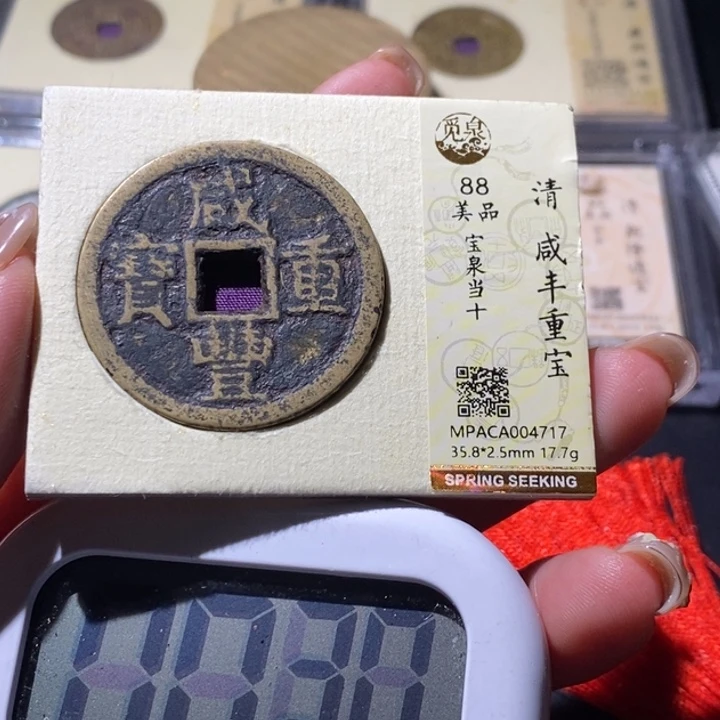 咸豐重寶
觅泉
88
美品
宝泉当十
清 咸丰重宝
MPACA004717
35.8*2.5mm 17.7g
SPRING SEEKING